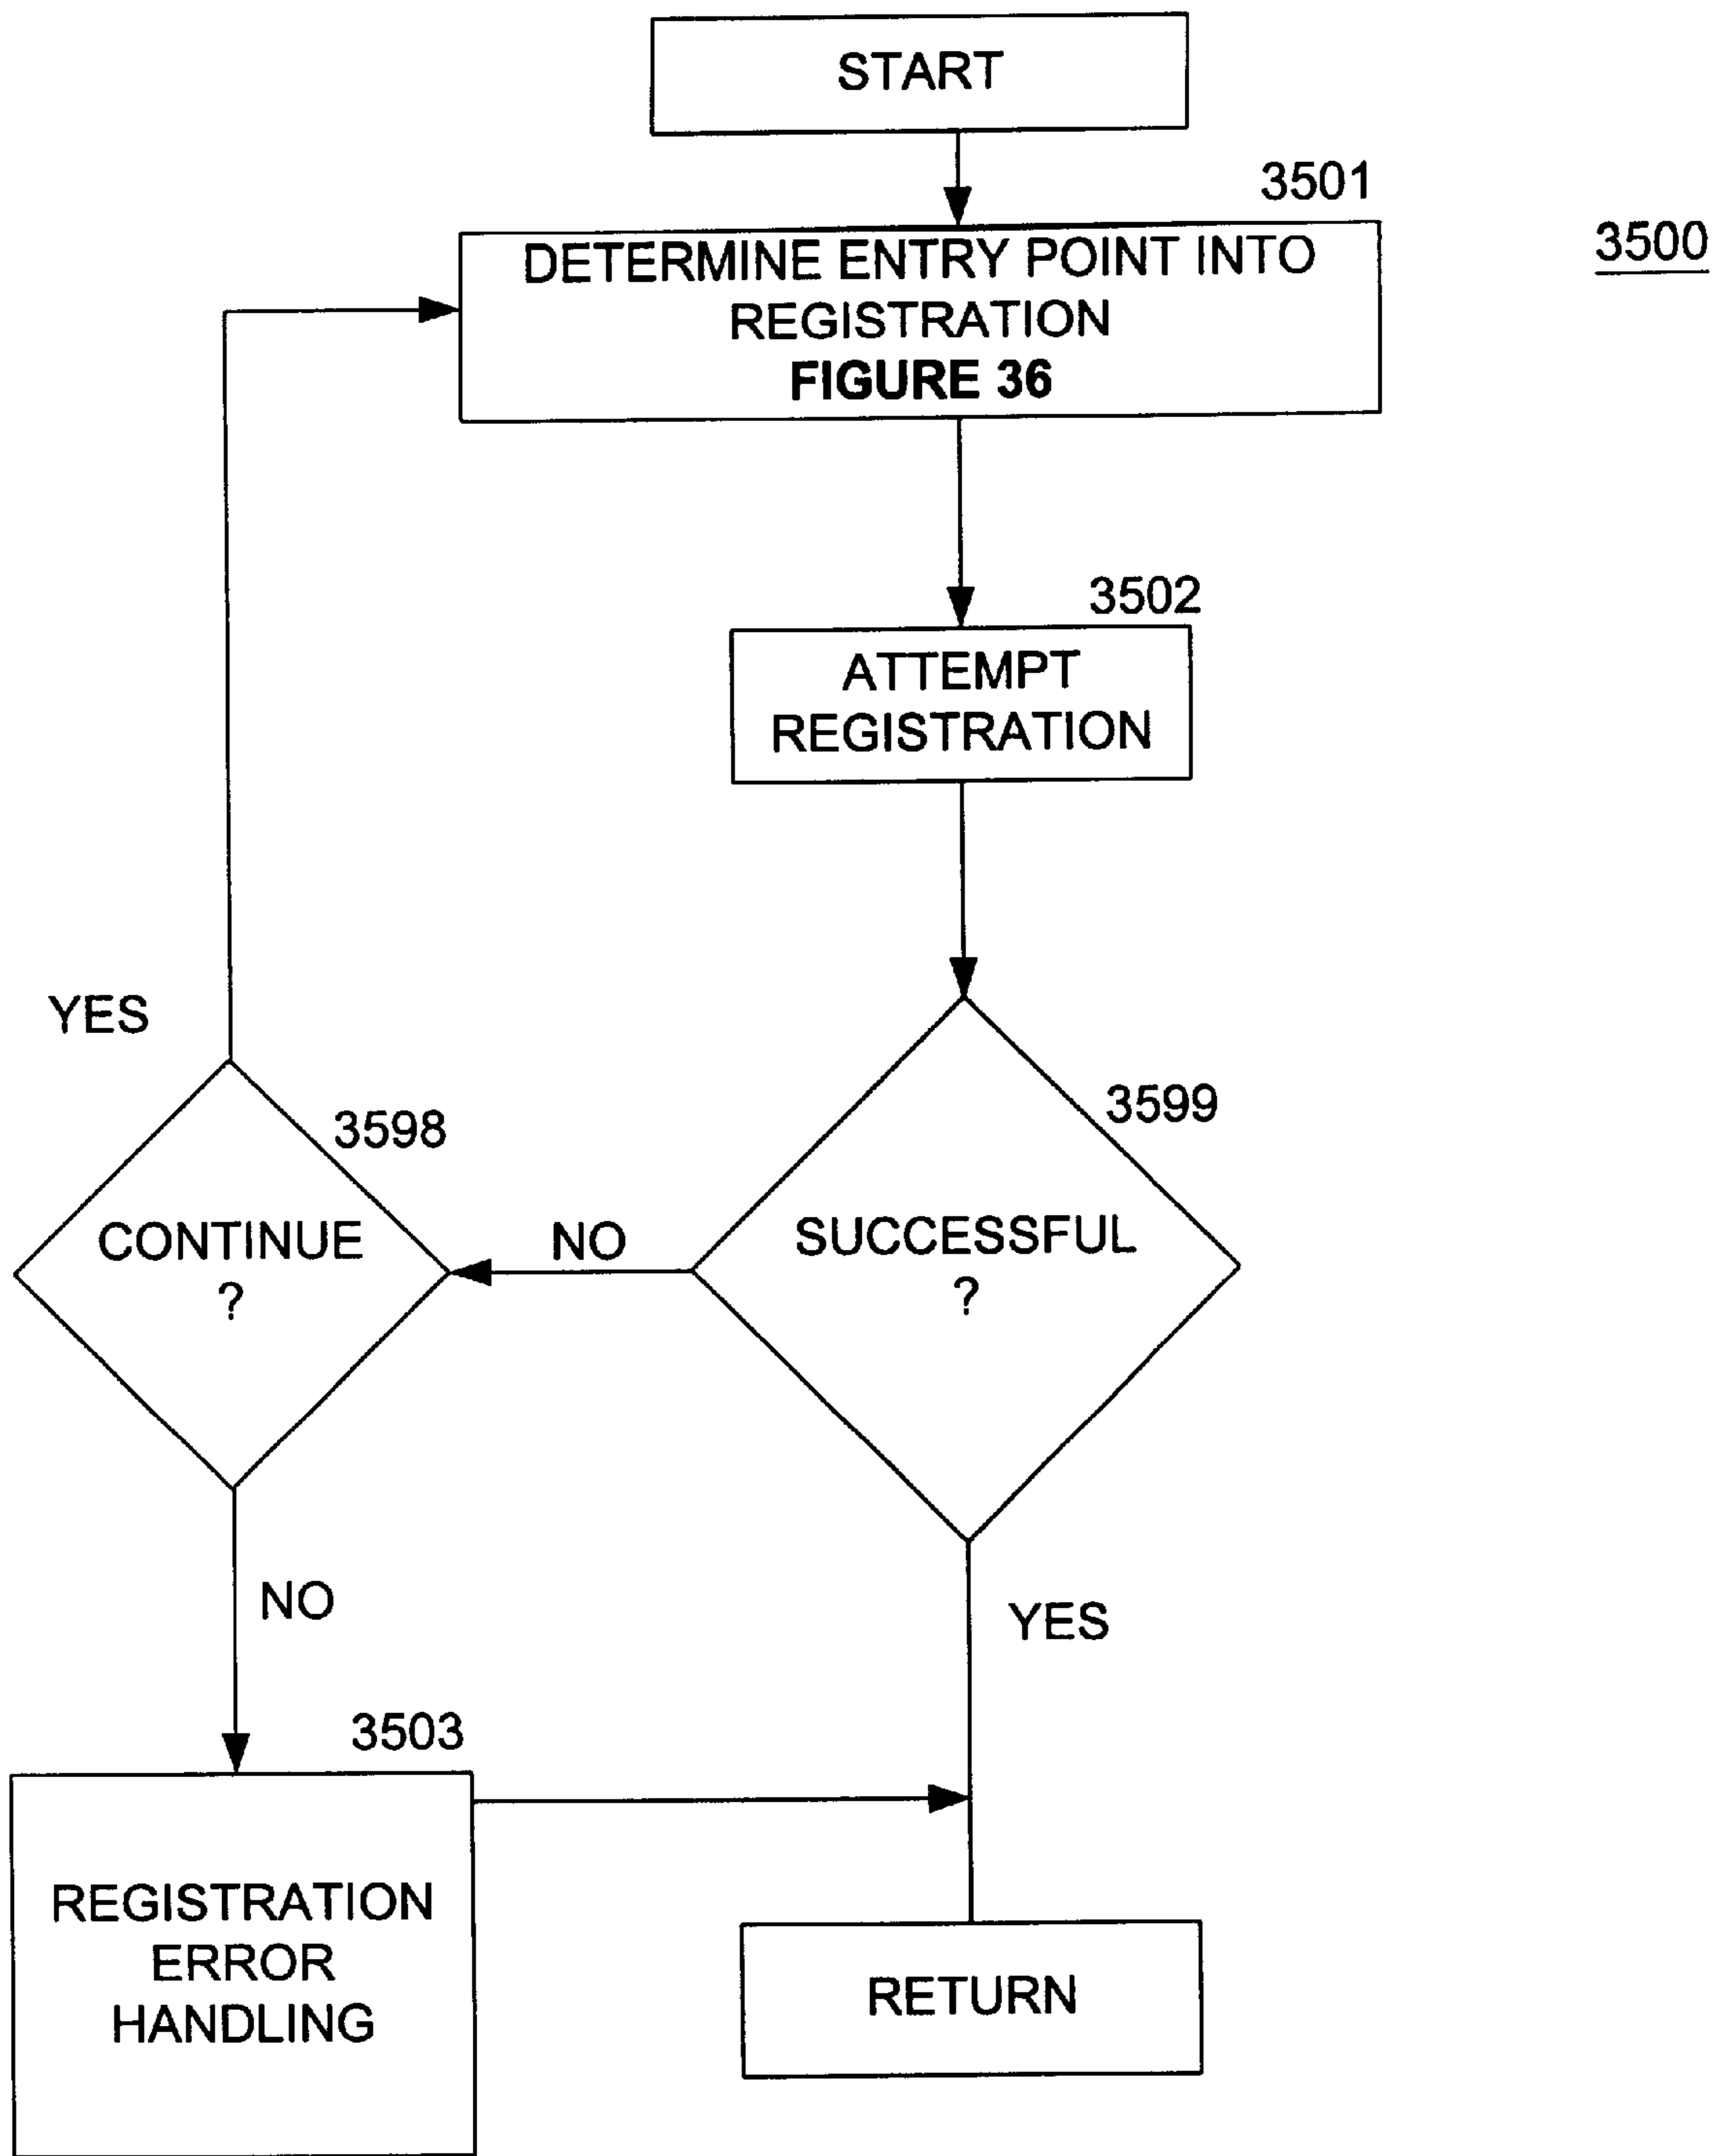 START
3501
3500
DETERMINE ENTRY POINT INTO
REGISTRATION
FIGURE 36
3502
ATTEMPT
REGISTRATION
YES
3598
3599
CONTINUE
?
NO
SUCCESSFUL
?
NO
YES
3503
REGISTRATION
ERROR
HANDLING
RETURN